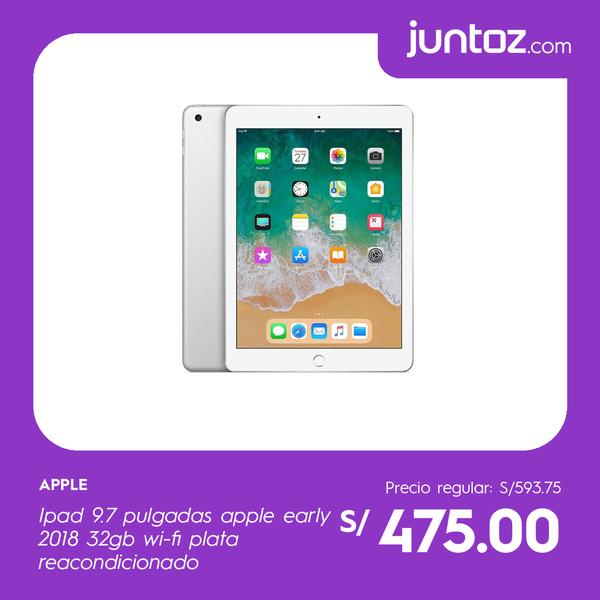 juntoz.com
27
APPLE
Ipad 9.7 pulgadas apple early
2018 32gb wi-fi plata
reacondicionado
Precio regular: S/593.75
S/ 475.00